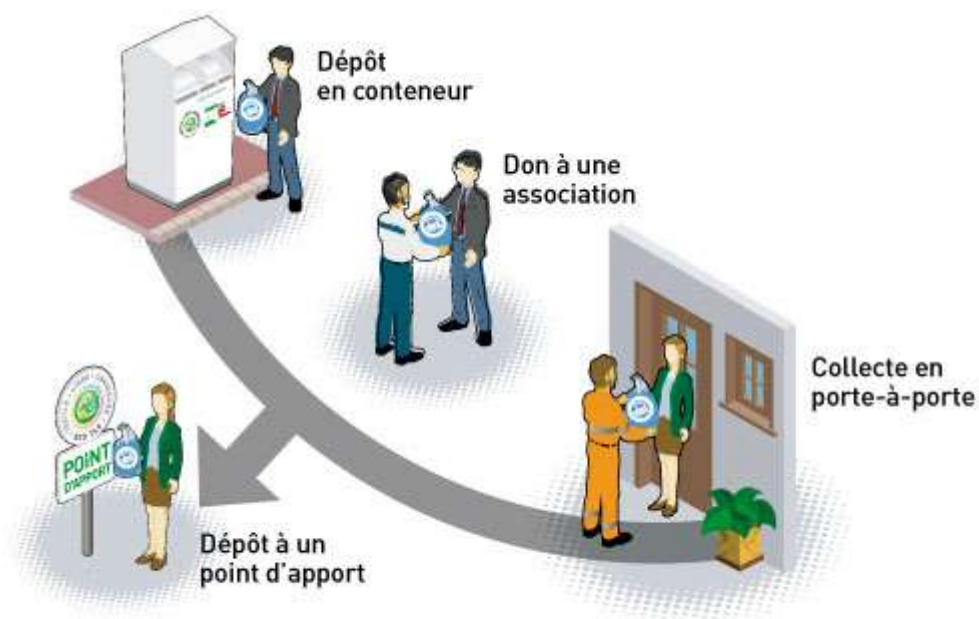 Dépôt
en conteneur
Don à une
association
Collecte en
porte-à-porte
POINT
D'APPORT
Dépôt à un
point d'apport